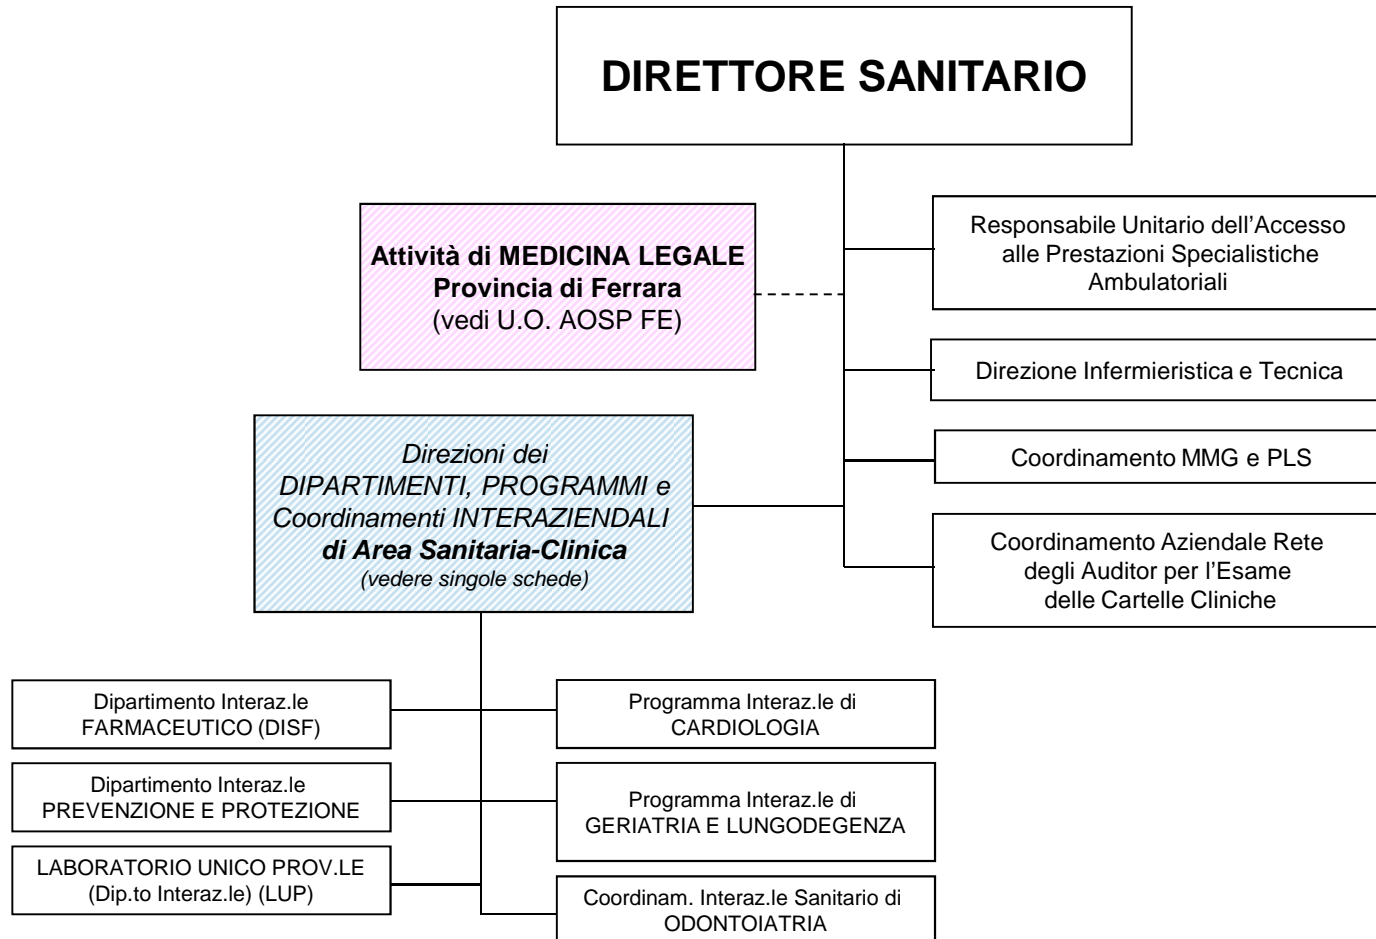 DIRETTORE SANITARIO
Attività di MEDICINA LEGALE
Provincia di Ferrara
(vedi U.O. AOSP FE)
Responsabile Unitario dell’Accesso
alle Prestazioni Specialistiche
Ambulatoriali
Direzione Infermieristica e Tecnica
Coordinamento MMG e PLS
Coordinamento Aziendale Rete
degli Auditor per l’Esame
delle Cartelle Cliniche
Direzioni dei
DIPARTIMENTI, PROGRAMMI e
Coordinamenti INTERAZIENDALI
di Area Sanitaria-Clinica
(vedere singole schede)
Dipartimento Interaz.le
FARMACEUTICO (DISF)
Programma Interaz.le di
CARDIOLOGIA
Dipartimento Interaz.le
PREVENZIONE E PROTEZIONE
Programma Interaz.le di
GERIATRIA E LUNGODEGENZA
LABORATORIO UNICO PROV.LE
(Dip.to Interaz.le) (LUP)
Coordinam. Interaz.le Sanitario di
ODONTOIATRIA